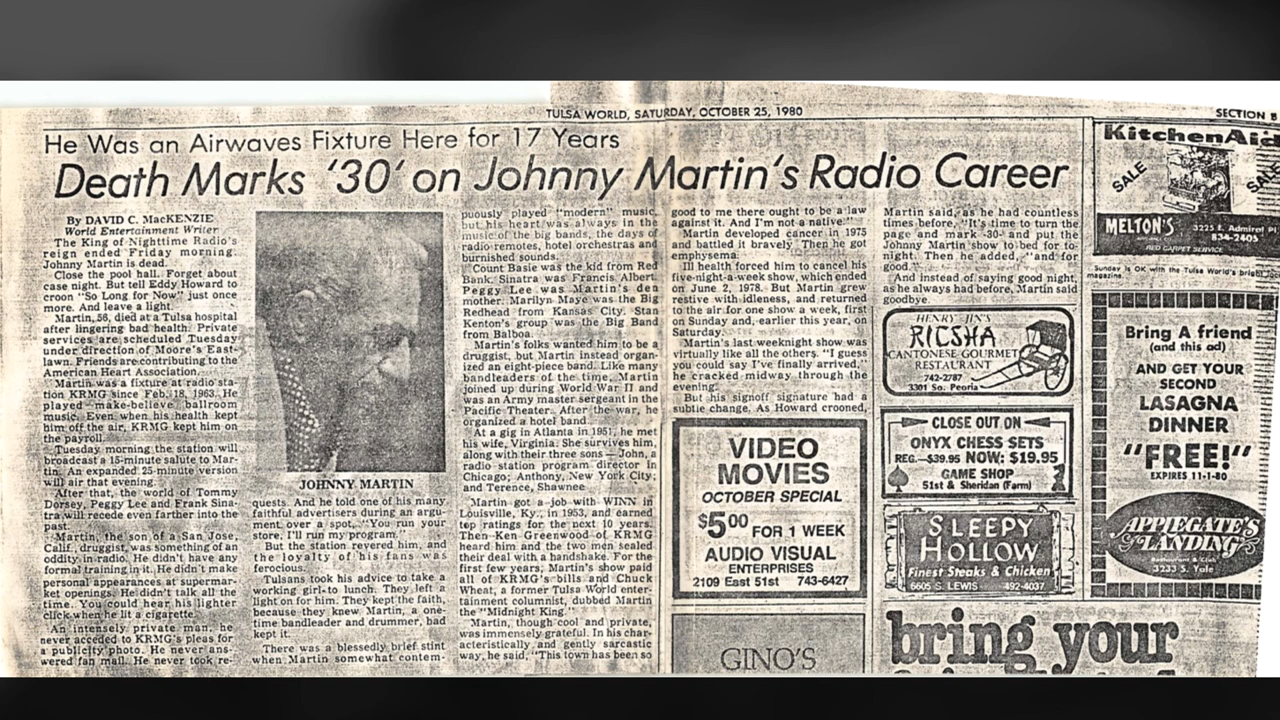 TULSA WORLD, SATURDAY, OCTOBER 25, 1980
SECTION B
He Was an Airwaves Fixture Here for 17 Years
Death Marks '30' on Johnny Martin's Radio Career
By DAVID C. MacKENZIE
World Entertainment Writer
The King of Nighttime Radio's
reign ended Friday morning.
Johnny Martin is dead.
Close the pool hall. Forget about
case night. But tell Eddy Howard to
croon "So Long for Now" just once
more. And leave a light.
Martin, 56, died at a Tulsa hospital
after lingering bad health. Private
services are scheduled Tuesday
under direction of Moore's East-
lawn. Friends are contributing to the
American Heart Association.
Martin was a fixture at radio sta-
tion KRMG since Feb. 18, 1963. He
played make-believe ballroom
music. Even when his health kept
him off the air, KRMG kept him on
the payroll.
Tuesday morning the station will
broadcast a 15-minute salute to Mar-
tin. An expanded 25-minute version
will air that evening.
After that, the world of Tommy
Dorsey, Peggy Lee and Frank Sina-
tra will recede even farther into the
past.
Martin, the son of a San Jose,
Calif., druggist, was something of an
oddity in radio. He didn't have any
formal training in it. He didn't make
personal appearances at supermar-
ket openings. He didn't talk all the
time. You could hear his lighter
click when he lit a cigarette.
An intensely private man, he
never acceded to KRMG's pleas for
a publicity photo. He never ans-
wered fan mail. He never took re-
JOHNNY MARTIN
quests. And he told one of his many
faithful advertisers during an argu-
ment over a spot, "You run your
store, I'll run my program."
But the station revered him, and
the loyalty of his fans was
ferocious.
Tulsans took his advice to take a
working girl to lunch. They left a
light on for him. They kept the faith,
because they knew Martin, a one-
time bandleader and drummer, had
kept it.
There was a blessedly brief stint
when Martin somewhat contem-
puously played "modern" music,
but his heart was always in the
music of the big bands, the days of
radio remotes, hotel orchestras and
burnished sounds.
Count Basie was the kid from Red
Bank. Sinatra was Francis Albert.
Peggy Lee was Martin's den
mother. Marilyn Maye was the Big
Redhead from Kansas City. Stan
Kenton's group was the Big Band
from Balboa.
Martin's folks wanted him to be a
druggist, but Martin instead organ-
ized an eight-piece band. Like many
bandleaders of the time, Martin
joined up during World War II and
was an Army master sergeant in the
Pacific Theater. After the war, he
organized a hotel band.
At a gig in Atlanta in 1951, he met
his wife, Virginia. She survives him,
along with their three sons — John, a
radio station program director in
Chicago; Anthony, New York City;
and Terence, Shawnee
Martin got a job with WINN in
Louisville, Ky., in 1953, and earned
top ratings for the next 10 years.
Then Ken Greenwood of KRMG
heard him and the two men sealed
their deal with a handshake. For the
first few years, Martin's show paid
all of KRMG's bills and Chuck
Wheat, a former Tulsa World enter-
tainment columnist, dubbed Martin
the "Midnight King."
Martin, though cool and private,
was immensely grateful. In his char-
acteristically and gently sarcastic
way, he said, "This town has been so
good to me there ought to be a law
against it. And I'm not a native."
Martin developed cancer in 1975
and battled it bravely. Then he got
emphysema.
Ill health forced him to cancel his
five-night-a-week show, which ended
on June 2, 1978. But Martin grew
restive with idleness, and returned
to the air for one show a week, first
on Sunday and, earlier this year, on
Saturday.
Martin's last weeknight show was
virtually like all the others. "I guess
you could say I've finally arrived,"
he cracked midway through the
evening.
But his signoff signature had a
subtle change. As Howard crooned,
Martin said, as he had countless
times before, "It's time to turn the
page and mark -30- and put the
Johnny Martin show to bed for to-
night. Then he added, "and for
good."
And instead of saying good night,
as he always had before, Martin said
goodbye.
VIDEO
MOVIES
OCTOBER SPECIAL
$5.00 FOR 1 WEEK
AUDIO VISUAL
ENTERPRISES
2109 East 51st 743-6427
GINO'S
HENRY JIN'S
RICSHA
CANTONESE GOURMET
RESTAURANT
742-2787
3301 So. Peoria
CLOSE OUT ON
ONYX CHESS SETS
REG.—$39.95 NOW: $19.95
GAME SHOP
51st & Sheridan (Farm)
SLEEPY
HOLLOW
Finest Steaks & Chicken
6605 S. LEWIS 492-4037
bring your
KitchenAid
SALE
SALE
MELTON'S
3225 E. Admiral Pl
834-2405
RED CARPET SERVICE
Sunday is OK with the Tulsa World's bright
magazine.
Bring A friend
(and this ad)
AND GET YOUR
SECOND
LASAGNA
DINNER
"FREE!"
EXPIRES 11-1-80
APPLEGATE'S
LANDING
Restaurant & Club
3233 S. Yale